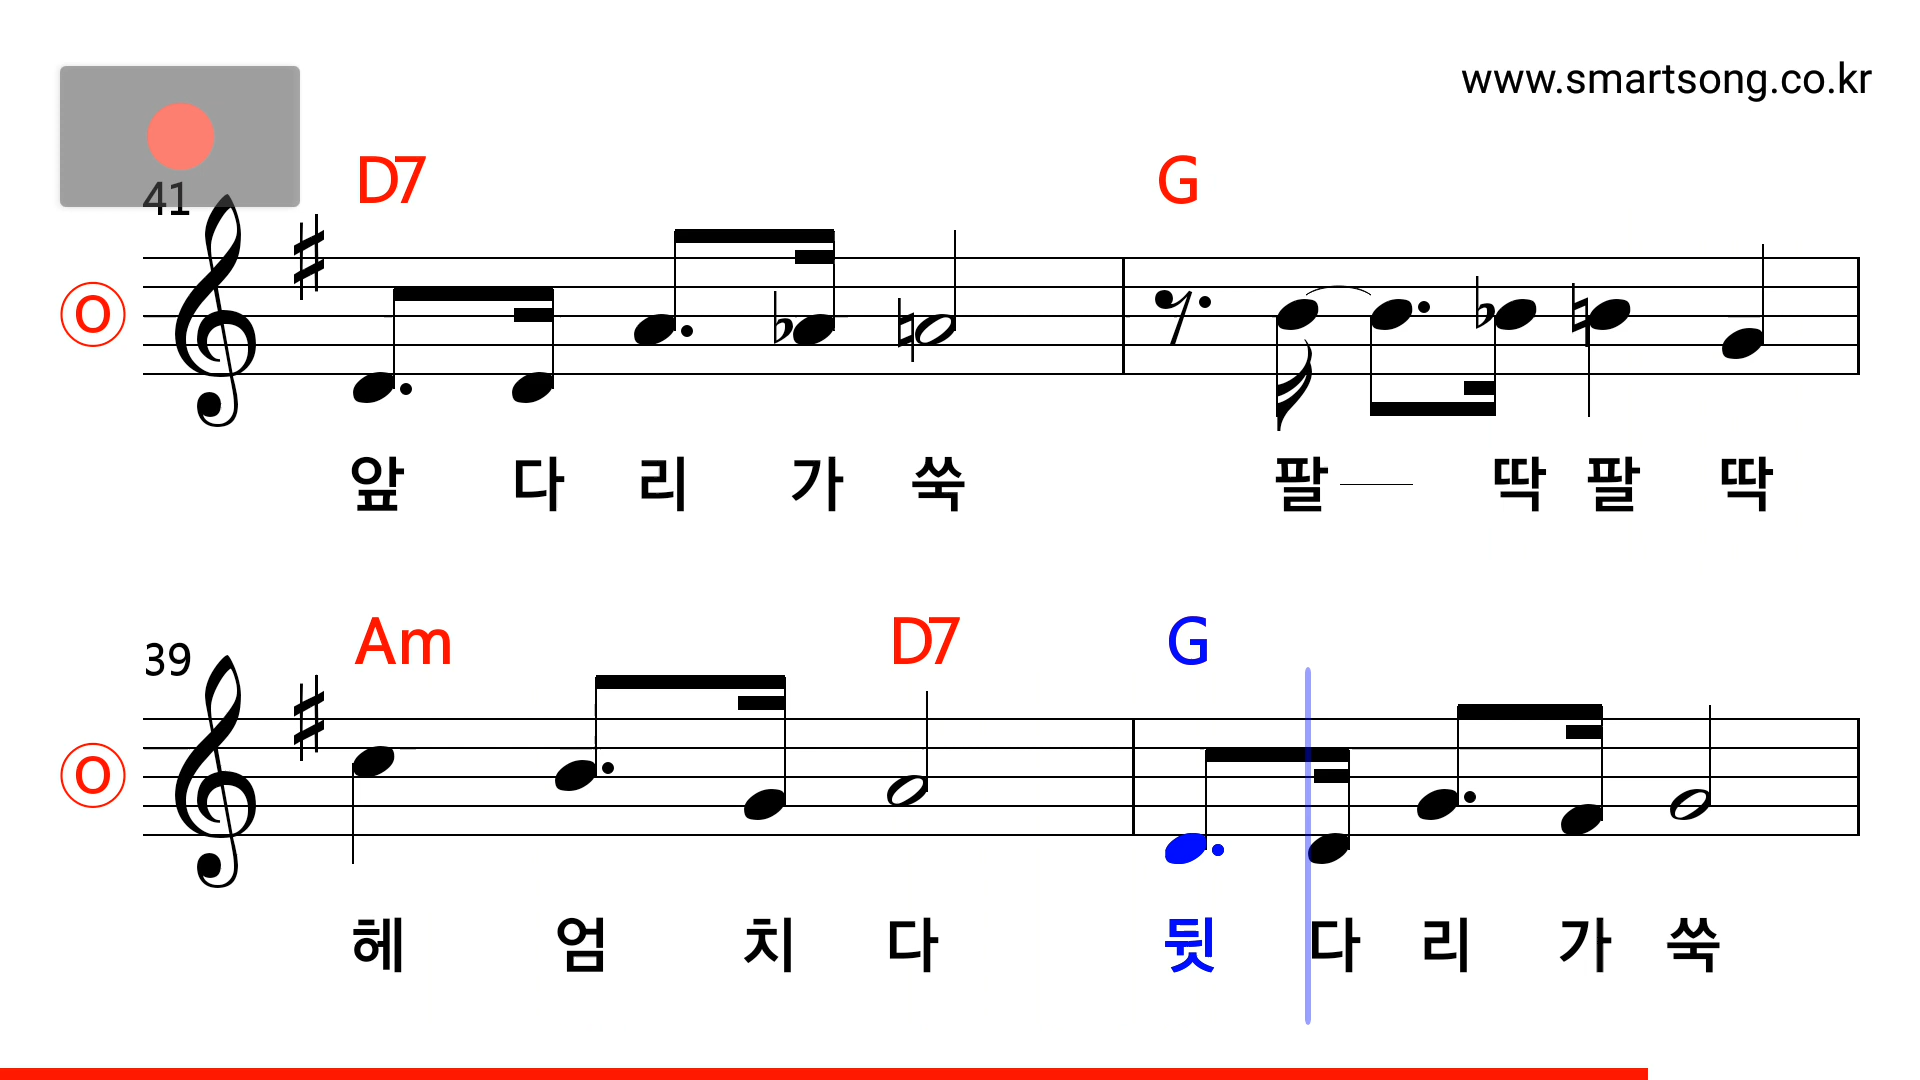 www.smartsong.co.kr
41
D7 G
ⓞ
앞 다 리 가 쑥 팔 딱 팔 딱
39
Am D7 G
ⓞ
헤 엄 치 다 뒷 다 리 가 쑥